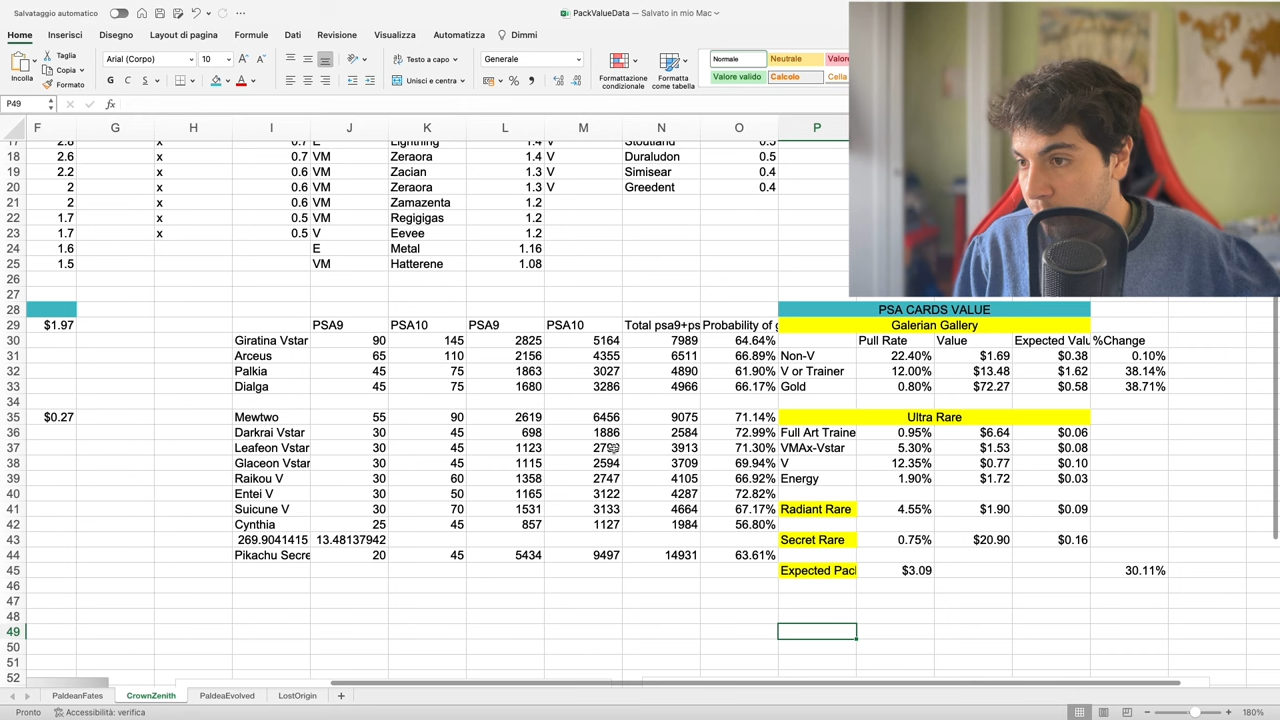 Salvataggio automatico PackValueData — Salvato in mio Mac
Home Inserisci Disegno Layout di pagina Formule Dati Revisione Visualizza Automatizza Dimmi
Incolla Taglia Copia Formato
Arial (Corpo) 10 A A
G C S A
Testo a capo
Unisci e centra
Generale
% 000
Formattazione condizionale
Formatta come tabella
Normale Neutrale
Valore valido Calcolo
P49 fx
F G H I J K L M N O P
18 2.6 x 0.7 VM Zeraora 1.4 V Duraludon 0.5
19 2.2 x 0.6 VM Zacian 1.3 V Simisear 0.4
20 2 x 0.6 VM Zeraora 1.3 V Greedent 0.4
21 2 x 0.6 VM Zamazenta 1.2
22 1.7 x 0.5 VM Regigigas 1.2
23 1.7 x 0.5 V Eevee 1.2
24 1.6 E Metal 1.16
25 1.5 VM Hatterene 1.08
26
27
28 PSA CARDS VALUE
29 $1.97 PSA9 PSA10 PSA9 PSA10 Total psa9+ps Probability of g Galerian Gallery
30 Giratina Vstar 90 145 2825 5164 7989 64.64% Pull Rate Value Expected Valu %Change
31 Arceus 65 110 2156 4355 6511 66.89% Non-V 22.40% $1.69 $0.38 0.10%
32 Palkia 45 75 1863 3027 4890 61.90% V or Trainer 12.00% $13.48 $1.62 38.14%
33 Dialga 45 75 1680 3286 4966 66.17% Gold 0.80% $72.27 $0.58 38.71%
34
35 $0.27 Mewtwo 55 90 2619 6456 9075 71.14% Ultra Rare
36 Darkrai Vstar 30 45 698 1886 2584 72.99% Full Art Traine 0.95% $6.64 $0.06
37 Leafeon Vstar 30 45 1123 3913 71.30% VMAx-Vstar 5.30% $1.53 $0.08
38 Glaceon Vstar 30 45 1115 2594 3709 69.94% V 12.35% $0.77 $0.10
39 Raikou V 30 60 1358 2747 4105 66.92% Energy 1.90% $1.72 $0.03
40 Entei V 30 50 1165 3122 4287 72.82%
41 Suicune V 30 70 1531 3133 4664 67.17% Radiant Rare 4.55% $1.90 $0.09
42 Cynthia 25 45 857 1127 1984 56.80%
43 269.9041415 13.48137942 Secret Rare 0.75% $20.90 $0.16
44 Pikachu Secre 20 45 5434 9497 14931 63.61%
45 Expected Pacl $3.09 30.11%
46
47
48
49
50
51
52
PaldeanFates CrownZenith PaldeaEvolved LostOrigin +
Pronto Accessibilità: verifica 180%